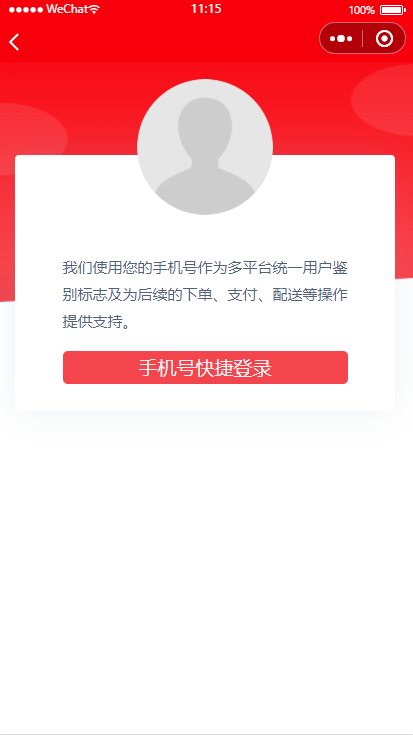 WeChat 11:15 100%
我们使用您的手机号作为多平台统一用户鉴
别标志及为后续的下单、支付、配送等操作
提供支持。
手机号快捷登录